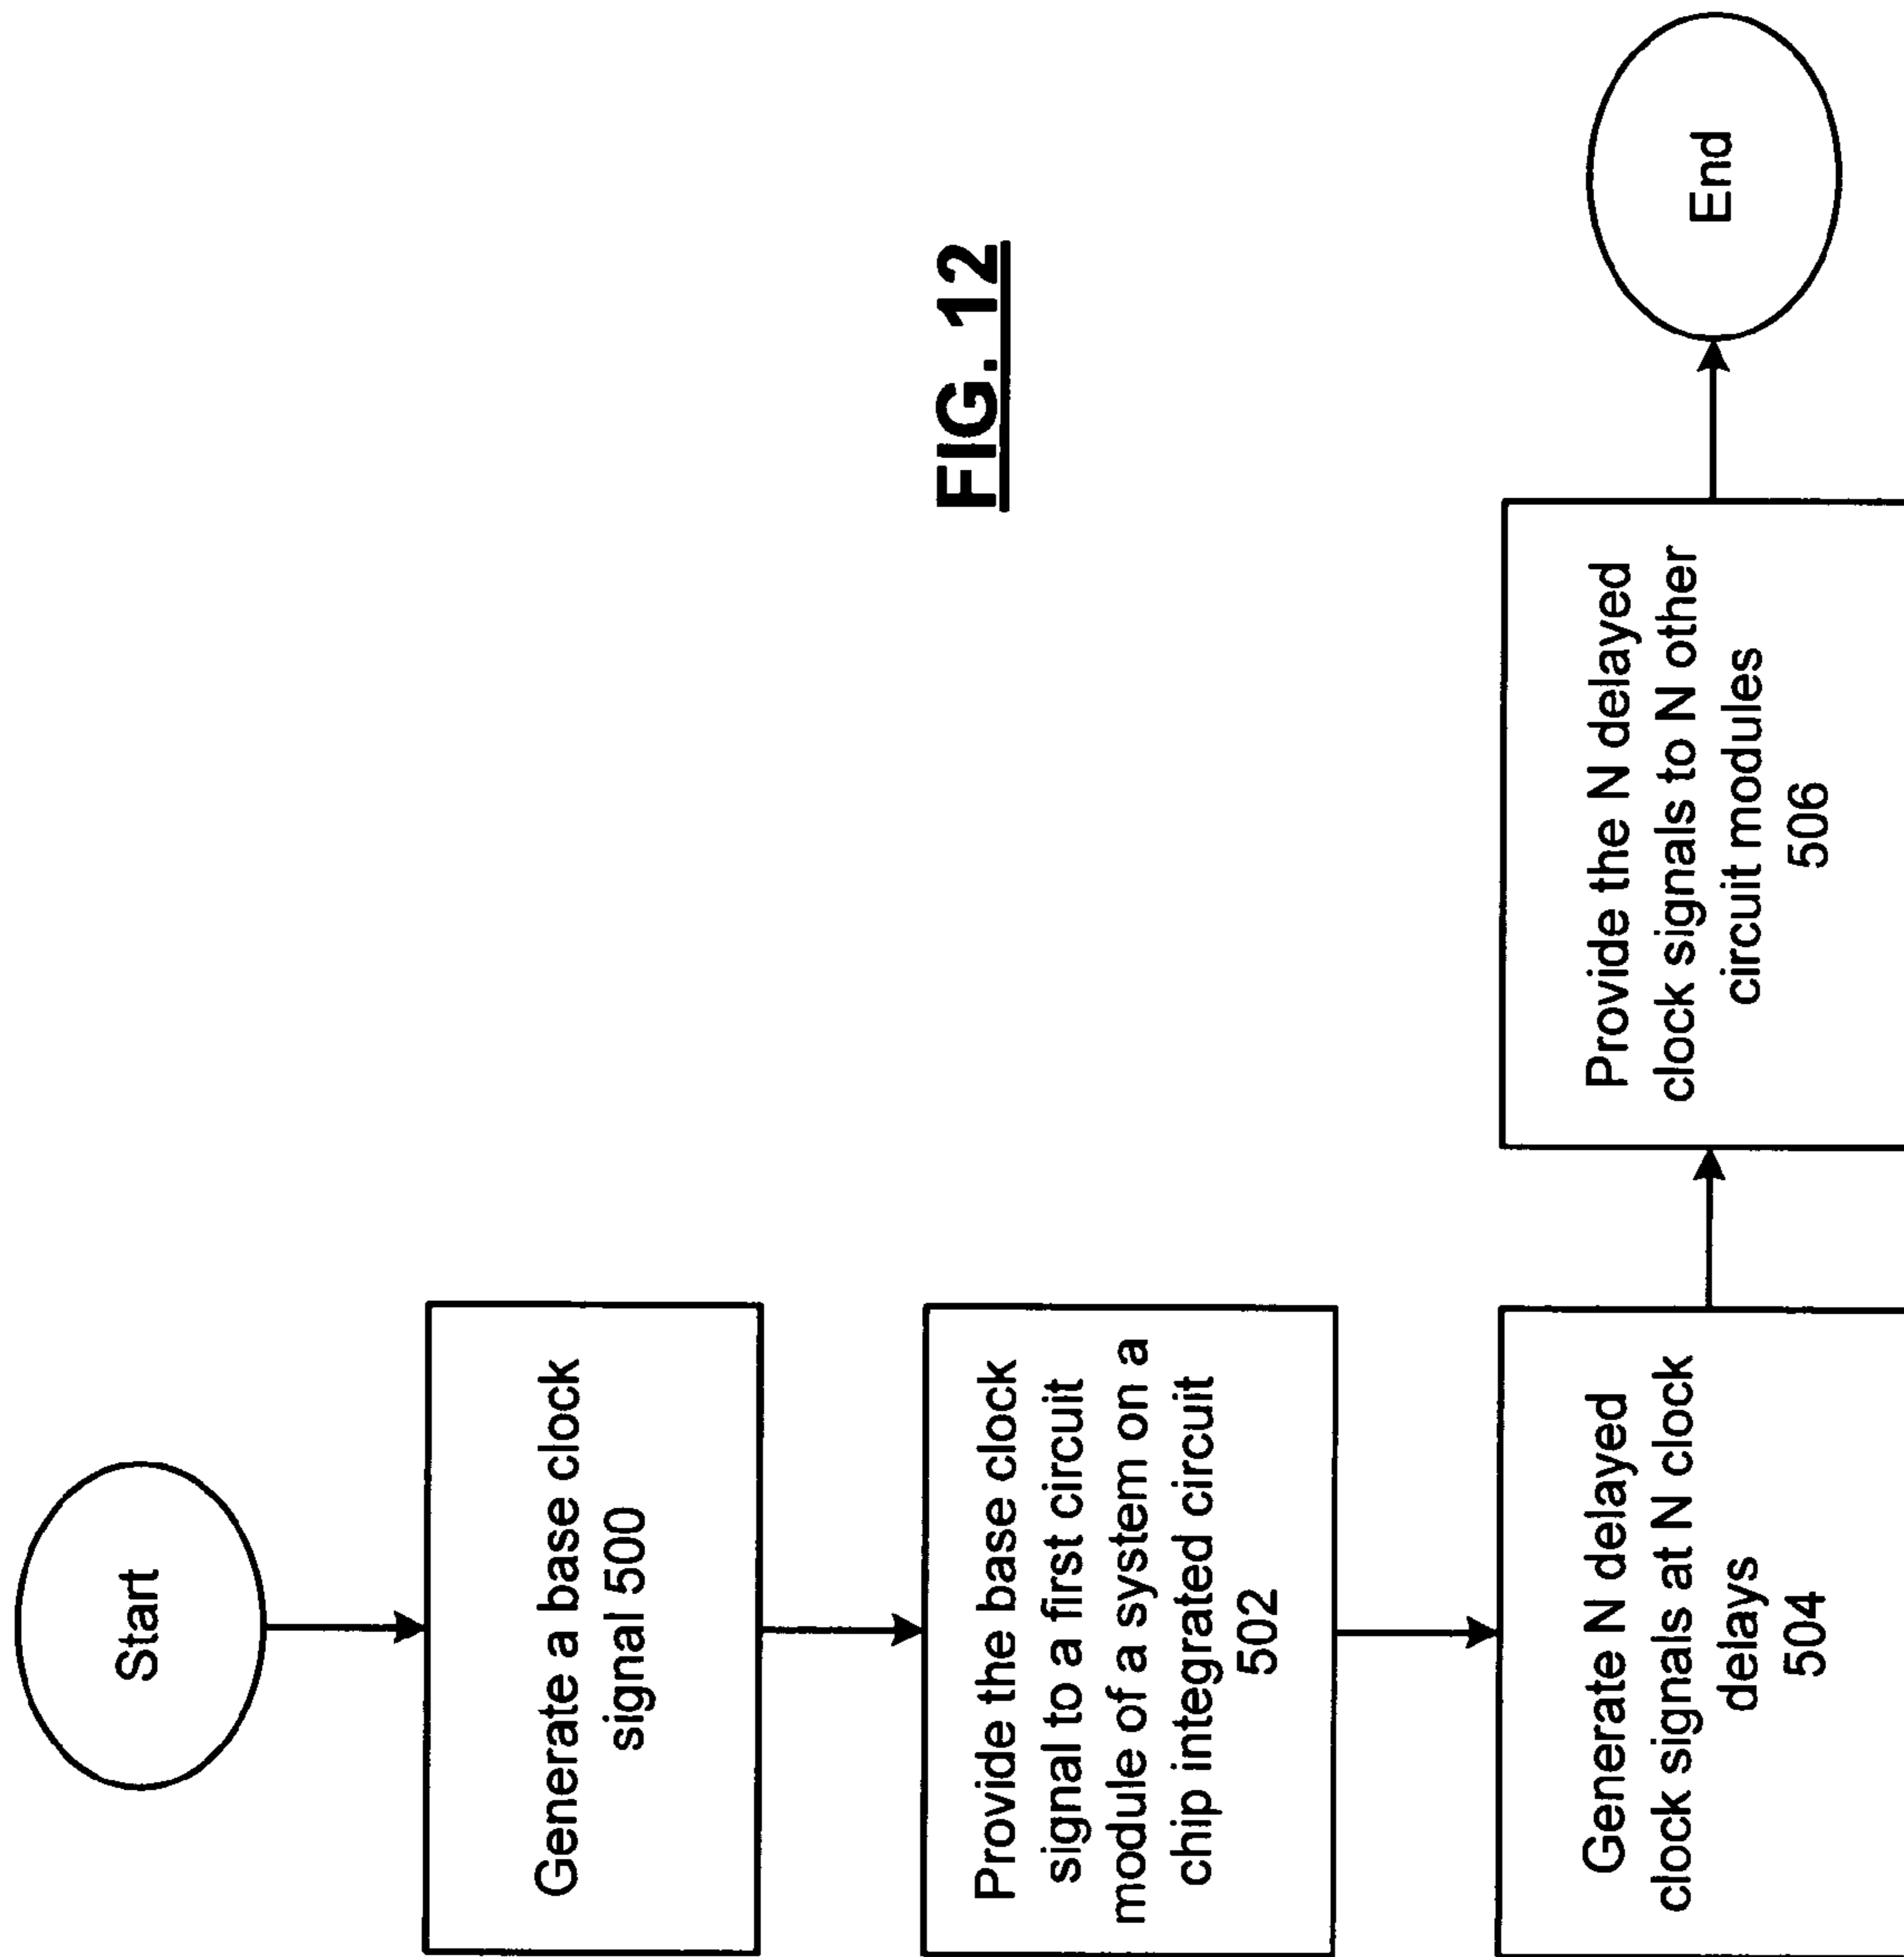 Start
Generate a base clock
signal 500
Provide the base clock
signal to a first circuit
module of a system on a
chip integrated circuit
502
Generate N delayed
clock signals at N clock
delays
504
Provide the N delayed
clock signals to N other
circuit modules
506
End
FIG. 12